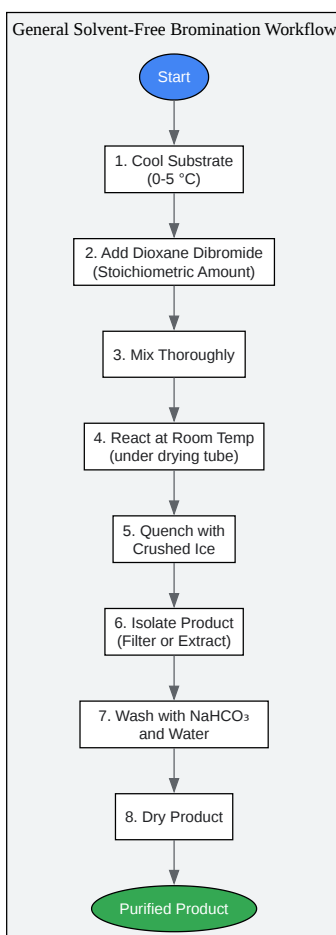 General Solvent-Free Bromination Workflow
Start
1. Cool Substrate
(0-5 °C)
2. Add Dioxane Dibromide
(Stoichiometric Amount)
3. Mix Thoroughly
4. React at Room Temp
(under drying tube)
5. Quench with
Crushed Ice
6. Isolate Product
(Filter or Extract)
7. Wash with NaHCO₃
and Water
8. Dry Product
Purified Product